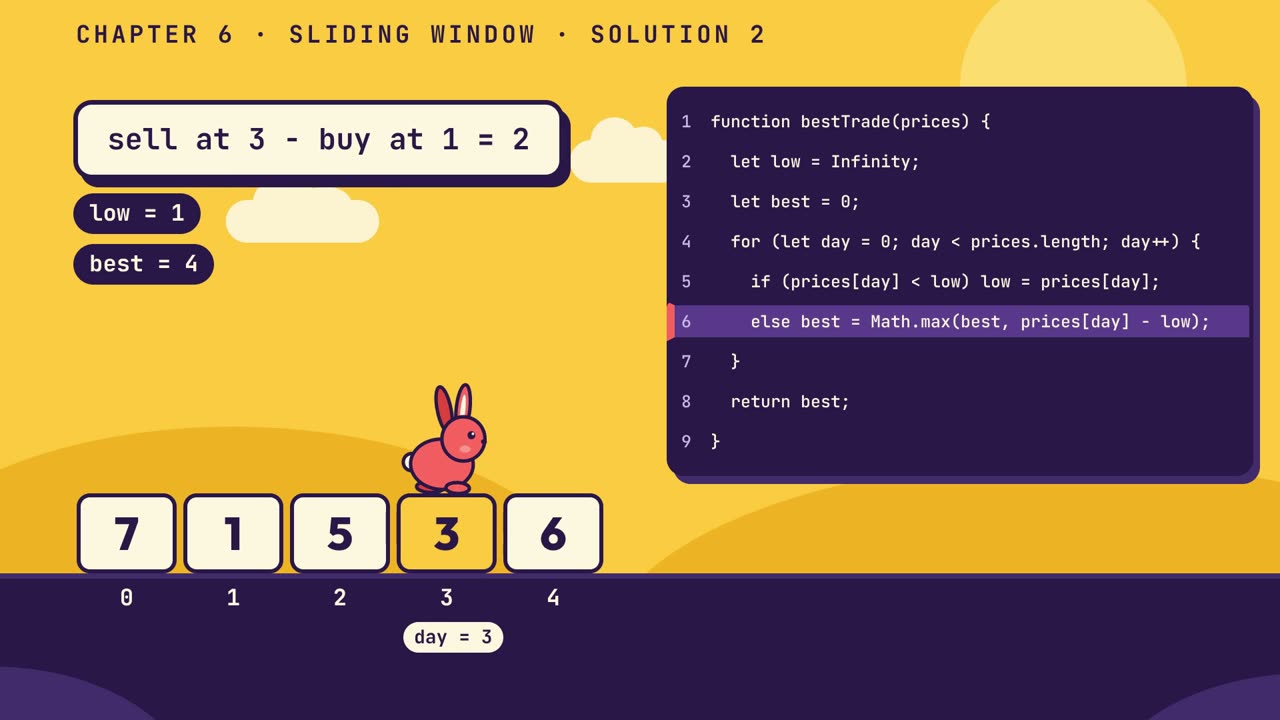 CHAPTER 6 · SLIDING WINDOW · SOLUTION 2
sell at 3 - buy at 1 = 2
low = 1
best = 4
1 function bestTrade(prices) {
2 let low = Infinity;
3 let best = 0;
4 for (let day = 0; day < prices.length; day++) {
5 if (prices[day] < low) low = prices[day];
6 else best = Math.max(best, prices[day] - low);
7 }
8 return best;
9 }
7 1 5 3 6
0 1 2 3 4
day = 3